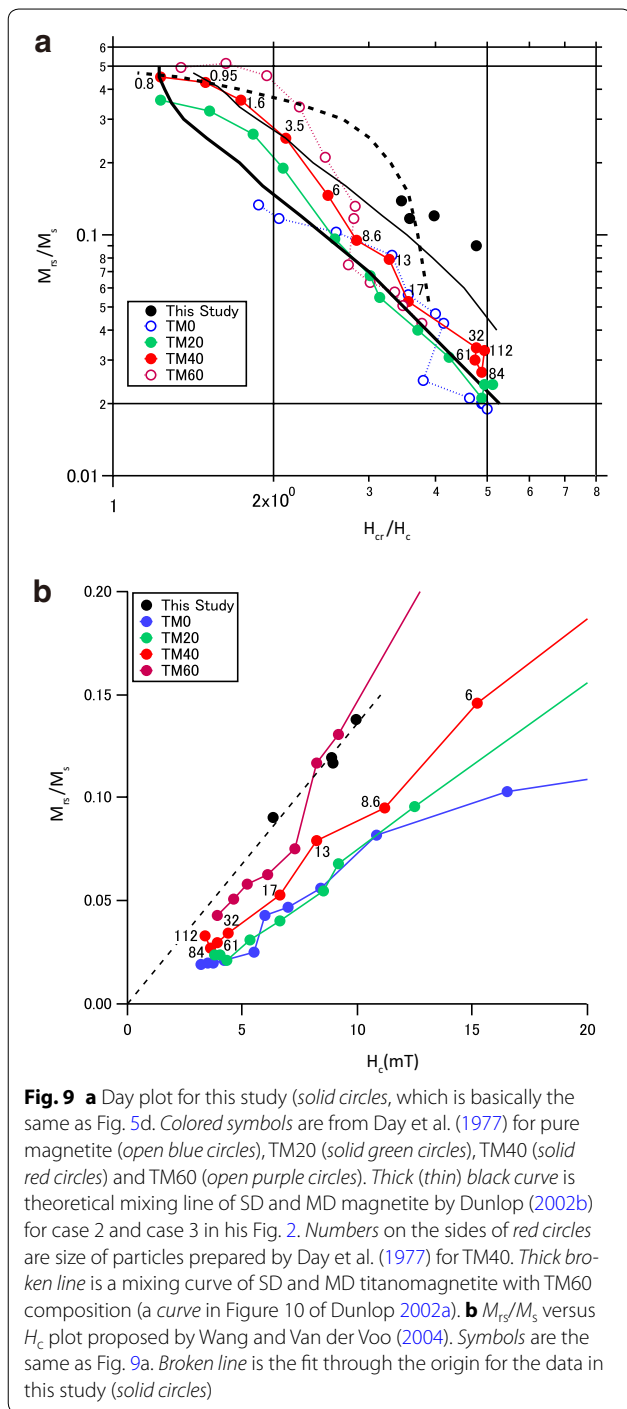 a
6
5
4
3
2
0.1
8
6
5
4
3
2
0.01
M_rs/M_s
0.8
0.95
1.6
3.5
6
8.6
13
17
32
112
61
84
This Study
TM0
TM20
TM40
TM60
1
2x10⁰
3
4
5
6
7
8
H_cr/H_c
b
0.20
0.15
0.10
0.05
0.00
M_rs/M_s
This Study
TM0
TM20
TM40
TM60
6
8.6
13
17
32
112
84
61
0
5
10
15
20
H_c(mT)
Fig. 9 a Day plot for this study (solid circles, which is basically the
same as Fig. 5d. Colored symbols are from Day et al. (1977) for pure
magnetite (open blue circles), TM20 (solid green circles), TM40 (solid
red circles) and TM60 (open purple circles). Thick (thin) black curve is
theoretical mixing line of SD and MD magnetite by Dunlop (2002b)
for case 2 and case 3 in his Fig. 2. Numbers on the sides of red circles
are size of particles prepared by Day et al. (1977) for TM40. Thick bro-
ken line is a mixing curve of SD and MD titanomagnetite with TM60
composition (a curve in Figure 10 of Dunlop 2002a). b M_rs/M_s versus
H_c plot proposed by Wang and Van der Voo (2004). Symbols are the
same as Fig. 9a. Broken line is the fit through the origin for the data in
this study (solid circles)